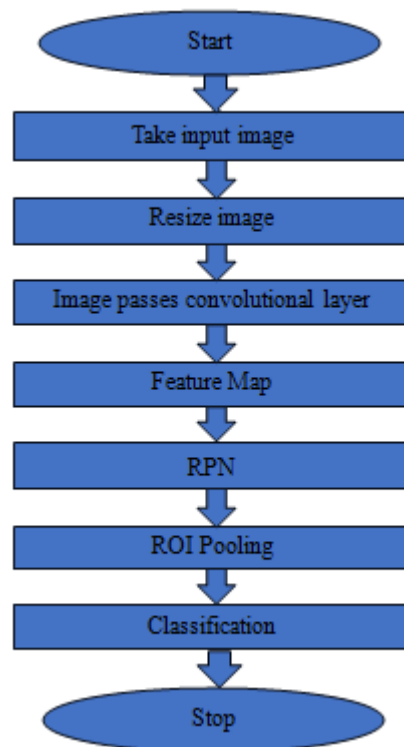 Start
Take input image
Resize image
Image passes convolutional layer
Feature Map
RPN
ROI Pooling
Classification
Stop